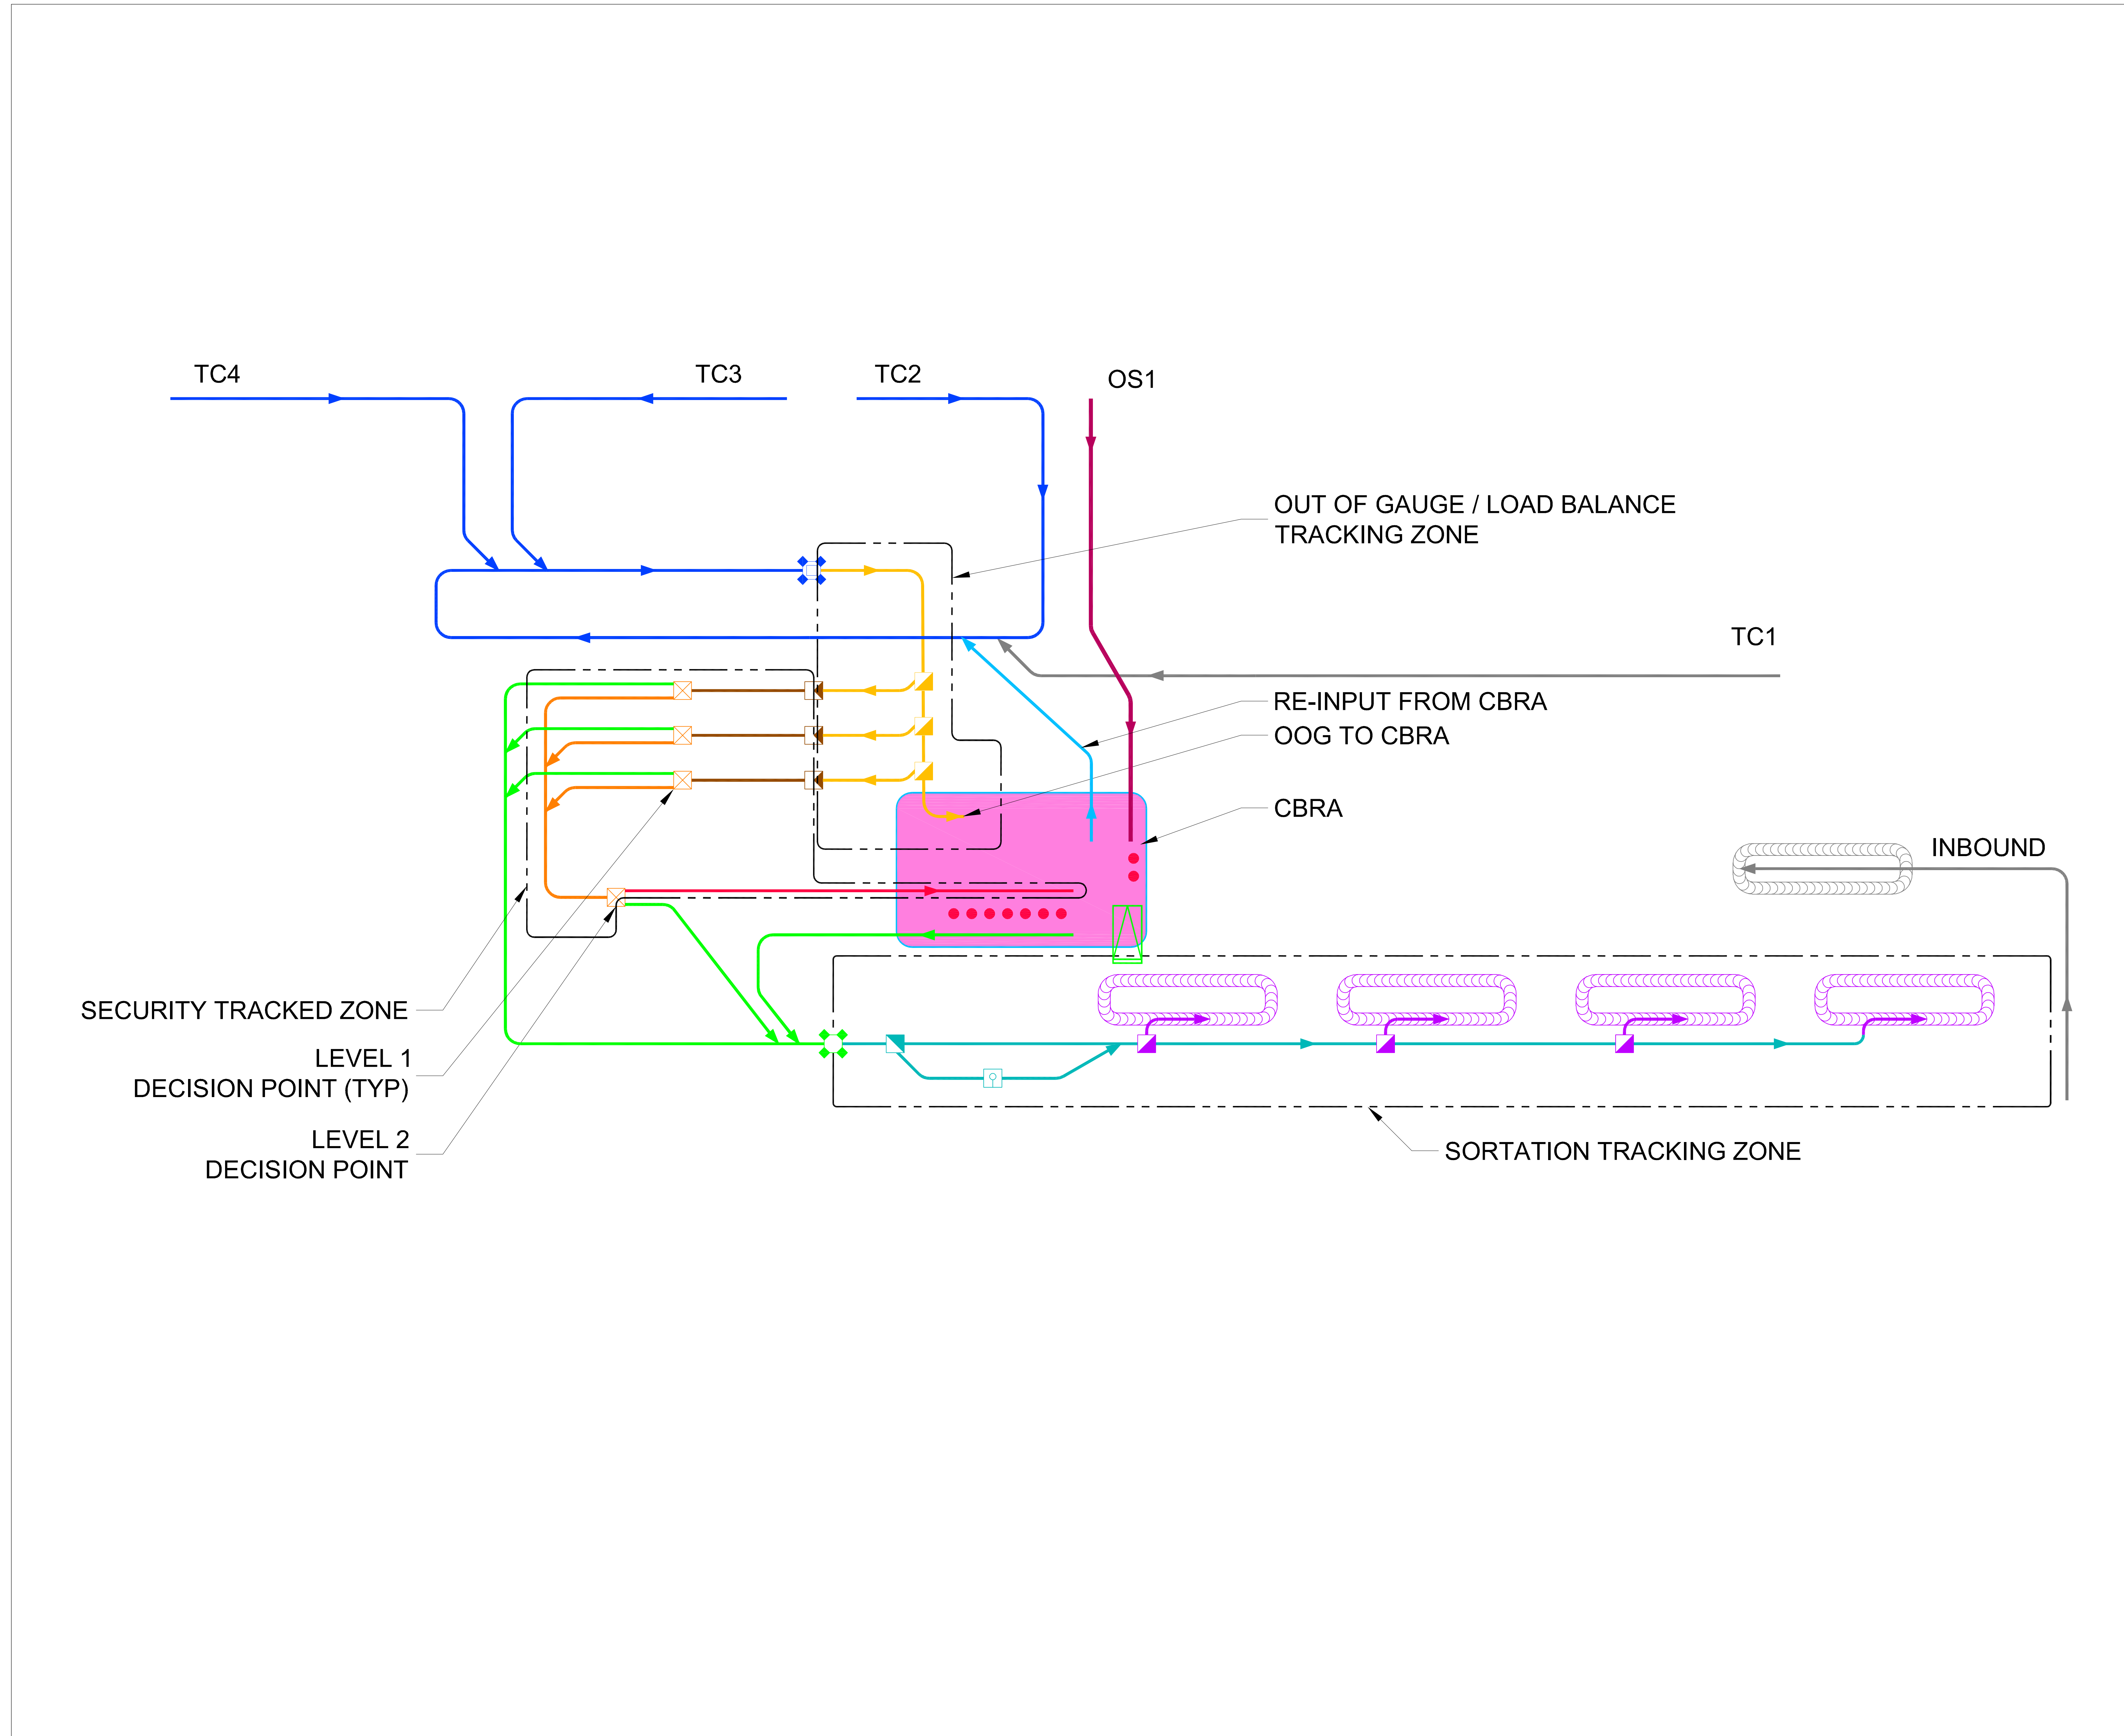 TC4
TC3
TC2
OS1
OUT OF GAUGE / LOAD BALANCE
TRACKING ZONE
TC1
RE-INPUT FROM CBRA
OOG TO CBRA
CBRA
INBOUND
SECURITY TRACKED ZONE
LEVEL 1
DECISION POINT (TYP)
LEVEL 2
DECISION POINT
SORTATION TRACKING ZONE